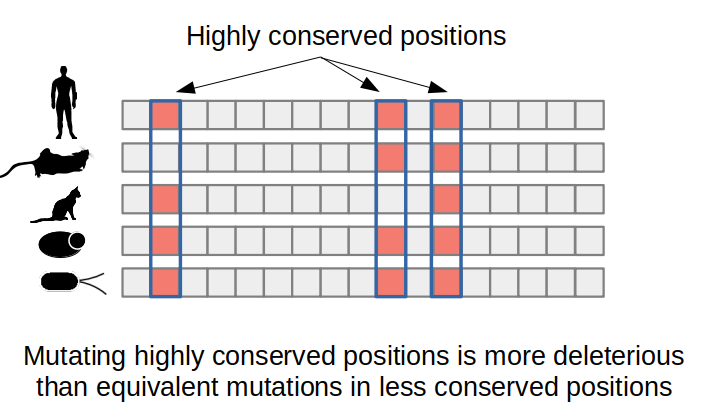 Highly conserved positions
Mutating highly conserved positions is more deleterious
than equivalent mutations in less conserved positions